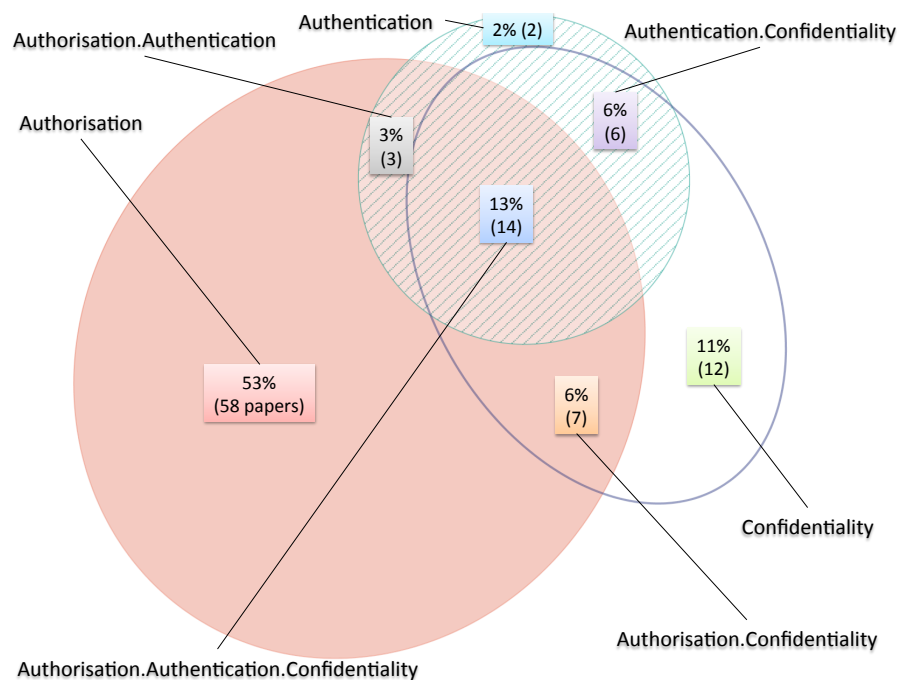 Authentication
2% (2)
Authentication.Confidentiality
Authorisation.Authentication
6%
(6)
Authorisation
3%
(3)
13%
(14)
11%
(12)
53%
(58 papers)
6%
(7)
Confidentiality
Authorisation.Confidentiality
Authorisation.Authentication.Confidentiality